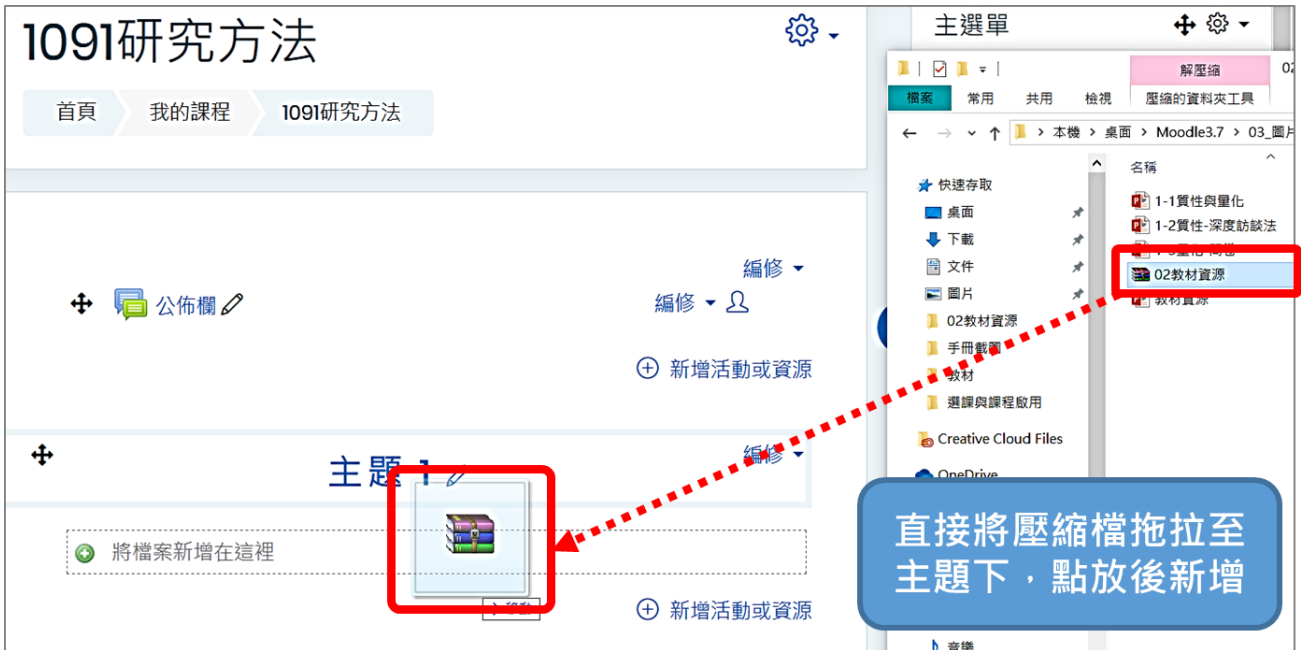 1091研究方法
首頁
我的課程
1091研究方法
編修
公佈欄
編修
新增活動或資源
主題 1
編修
將檔案新增在這裡
移動
新增活動或資源
主選單
解壓縮
檔案
常用
共用
檢視
壓縮的資料夾工具
本機 > 桌面 > Moodle3.7 > 03_圖片
名稱
快速存取
桌面
下載
文件
圖片
02教材資源
手冊截圖
教材
選課與課程啟用
Creative Cloud Files
OneDrive
音樂
1-1質性與量化
1-2質性-深度訪談法
02教材資源
教材資源
直接將壓縮檔拖拉至
主題下，點放後新增